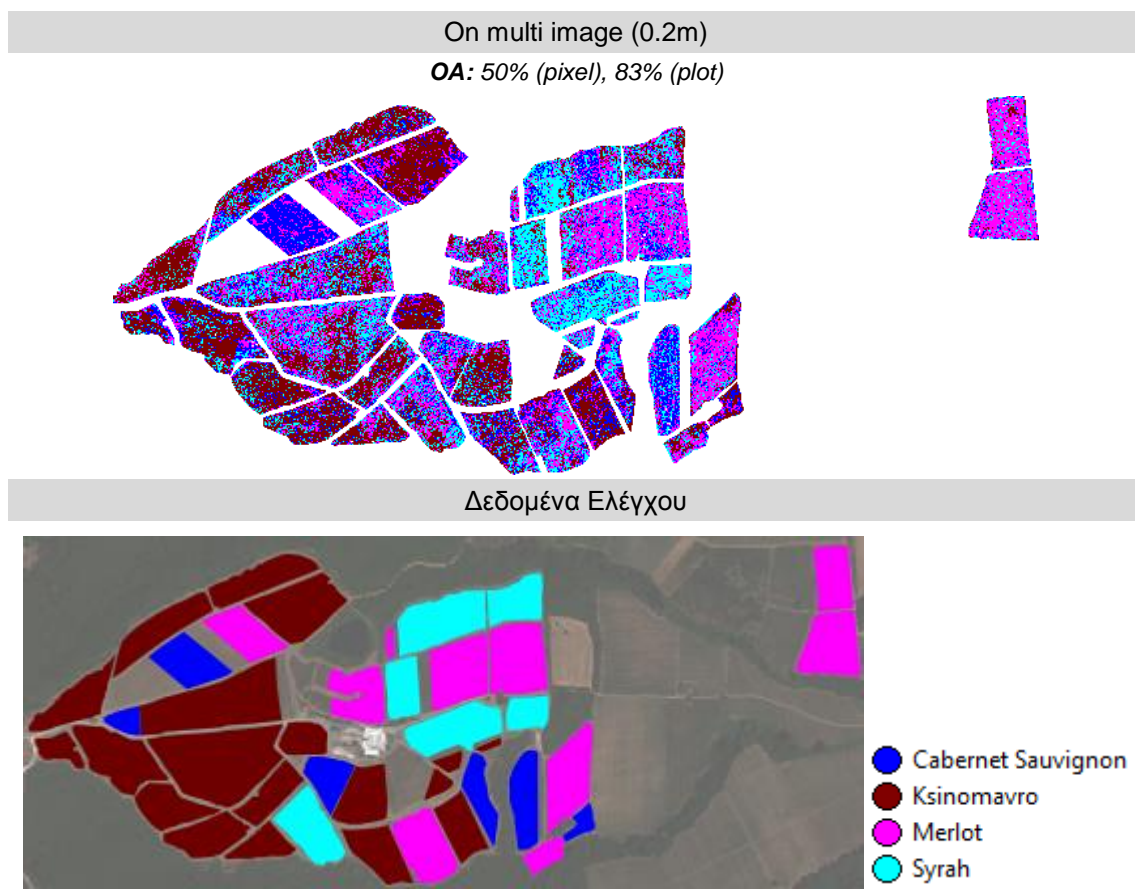 On multi image (0.2m)
OA: 50% (pixel), 83% (plot)
Δεδομένα Ελέγχου
Cabernet Sauvignon
Ksinomavro
Merlot
Syrah